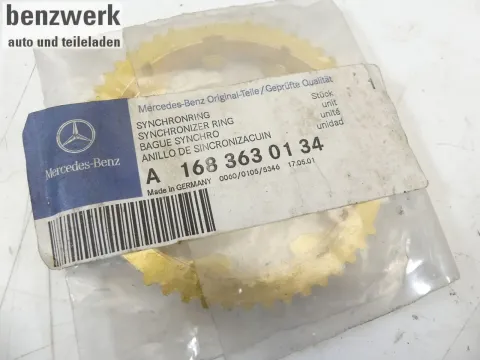 benzwerk
auto und teileladen
Mercedes-Benz Original-Teile/Geprüfte Qualität
1
SYNCHRONRING
SYNCHRONIZER RING
BAGUE SYNCHRO
ANILLO DE SINCRONIZACUIN
Stück
unit
unité
unidad
Mercedes-Benz
A 168 363 01 34
Made in GERMANY 0060/0105/5346 17.05.01